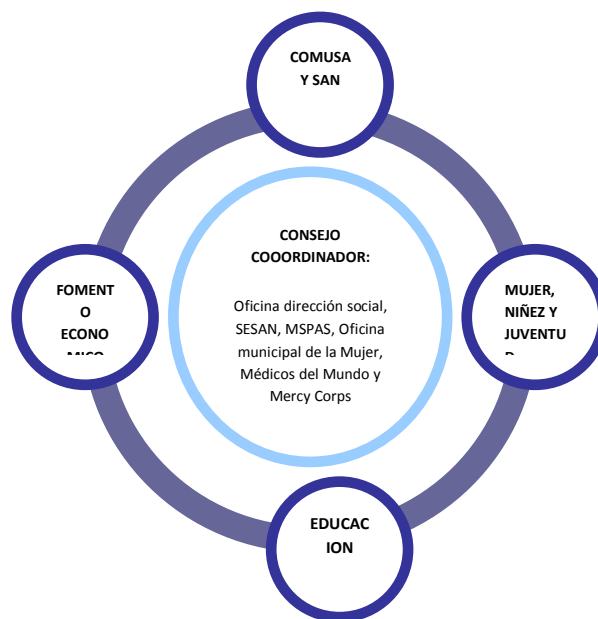 COMUSA
Y SAN
CONSEJO
COOORDINADOR:
Oficina dirección social,
SESAN, MSPAS, Oficina
municipal de la Mujer,
Médicos del Mundo y
Mercy Corps
FOMENT
O
ECONO
MICO
MUJER,
NIÑEZ Y
JUVENTU
D
EDUCAC
ION